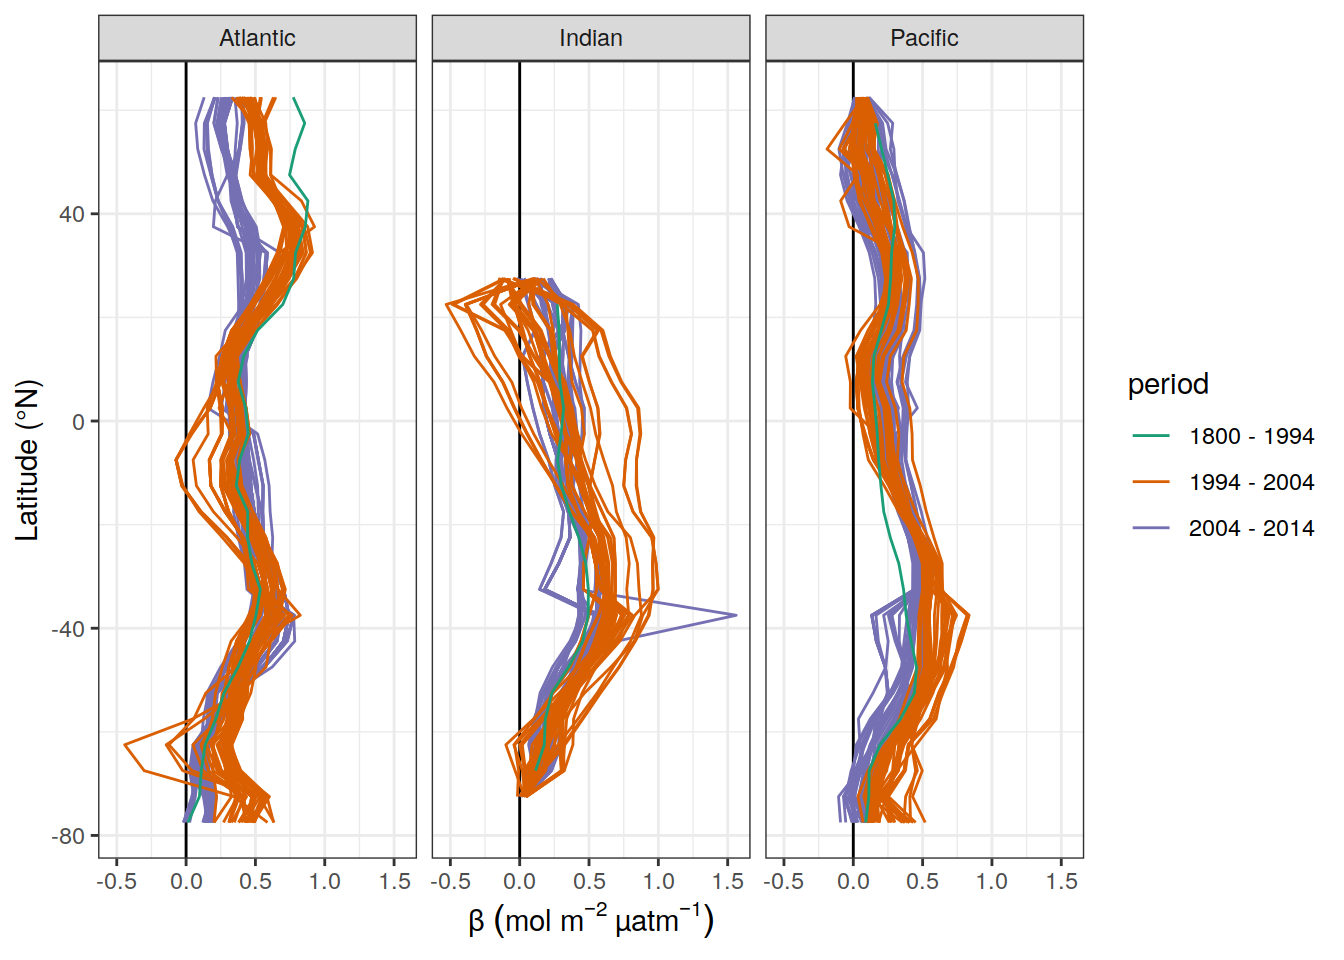 Atlantic
Indian
Pacific
40
0
-40
-80
Latitude (°N)
-0.5 0.0 0.5 1.0 1.5
-0.5 0.0 0.5 1.0 1.5
-0.5 0.0 0.5 1.0 1.5
β (mol m⁻² µatm⁻¹)
period
1800 - 1994
1994 - 2004
2004 - 2014